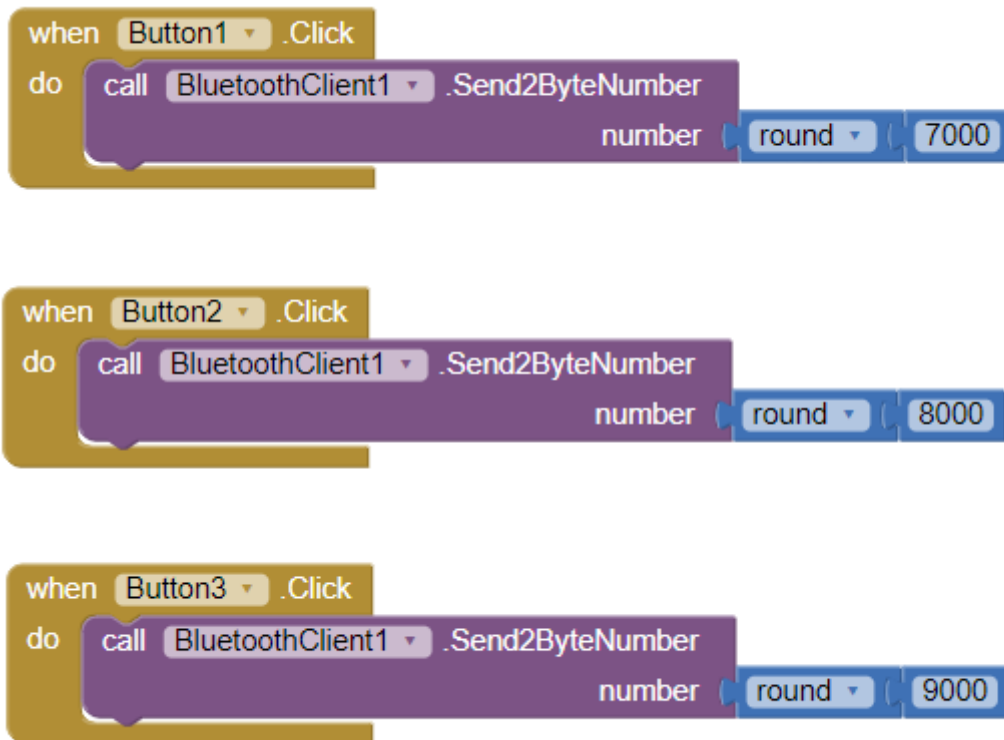 when Button1 .Click
do call BluetoothClient1 .Send2ByteNumber
number round 7000
when Button2 .Click
do call BluetoothClient1 .Send2ByteNumber
number round 8000
when Button3 .Click
do call BluetoothClient1 .Send2ByteNumber
number round 9000